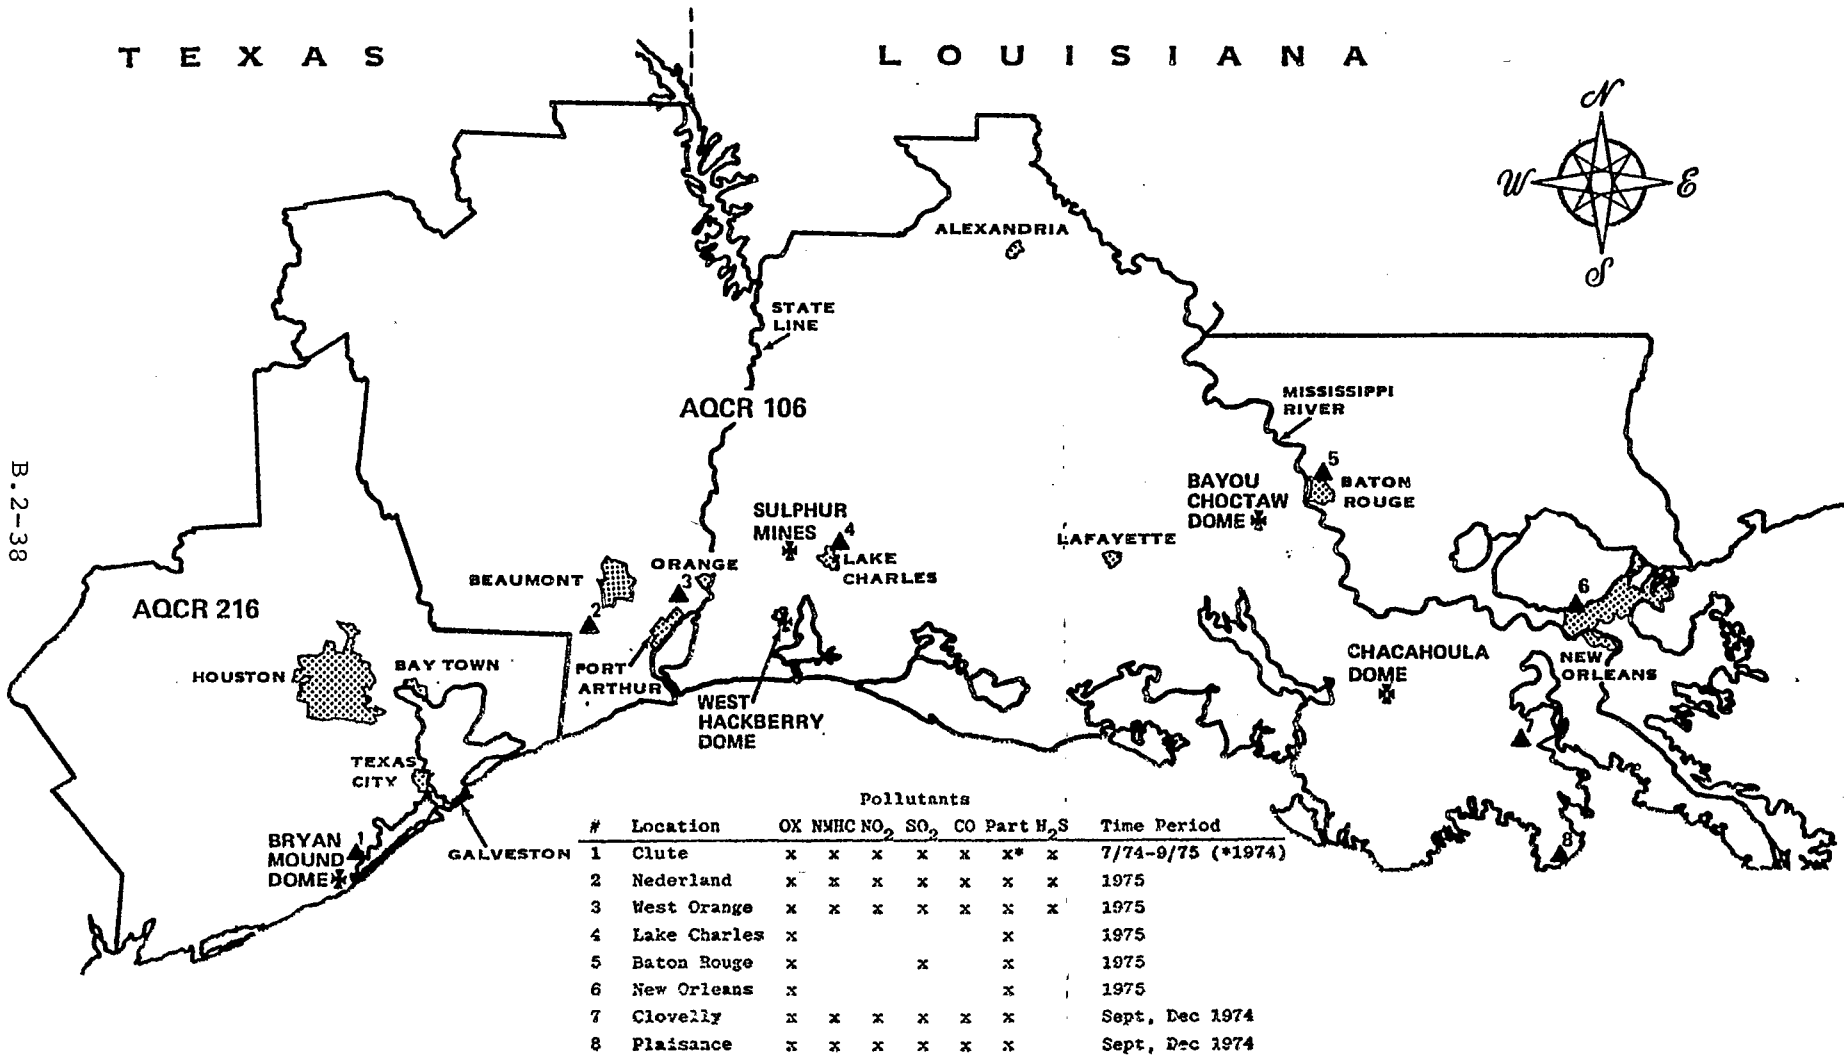 TEXAS
LOUISIANA
N
W
E
S
ALEXANDRIA
STATE
LINE
MISSISSIPPI
RIVER
AQCR 106
5
BATON
ROUGE
BAYOU
CHOCTAW
DOME
SULPHUR
MINES
4
LAKE
CHARLES
LAFAYETTE
ORANGE
3
BEAUMONT
2
AQCR 216
6
NEW
ORLEANS
CHACAHOULA
DOME
HOUSTON
BAY TOWN
PORT
ARTHUR
WEST
HACKBERRY
DOME
7
TEXAS
CITY
GALVESTON
1
BRYAN
MOUND
DOME
8
B.2-38
Pollutants
# Location OX NMHC NO2 SO2 CO Part H2S Time Period
1 Clute x x x x x x* x 7/74-9/75 (*1974)
2 Nederland x x x x x x x 1975
3 West Orange x x x x x x x 1975
4 Lake Charles x x 1975
5 Baton Rouge x x x 1975
6 New Orleans x x 1975
7 Clovelly x x x x x x Sept, Dec 1974
8 Plaisance x x x x x x Sept, Dec 1974